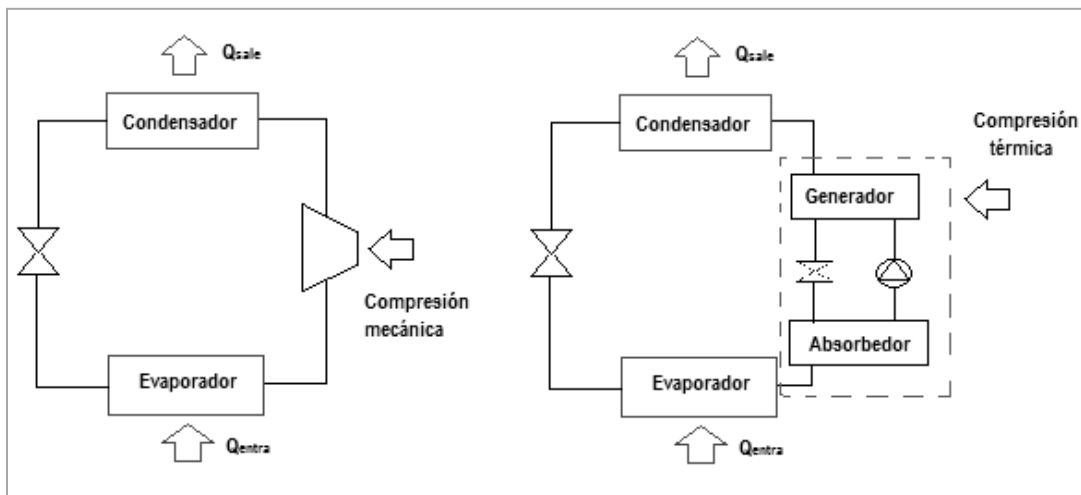 Qsale
Condensador
Compresión
mecánica
Evaporador
Qentra
Qsale
Condensador
Compresión
térmica
Generador
Absorbedor
Evaporador
Qentra